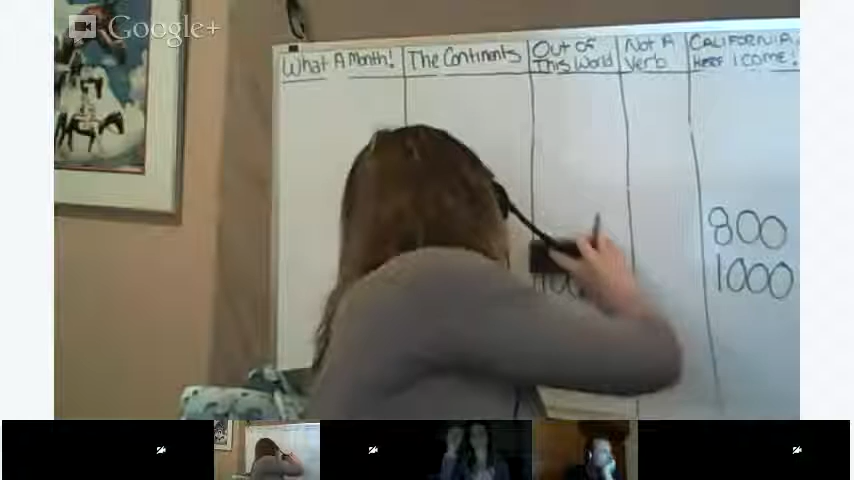 Google+
What A Month!
The Continents
Out of
This World
Not A
Verb
CALIFORNIA,
HERE I COME!
800
1000